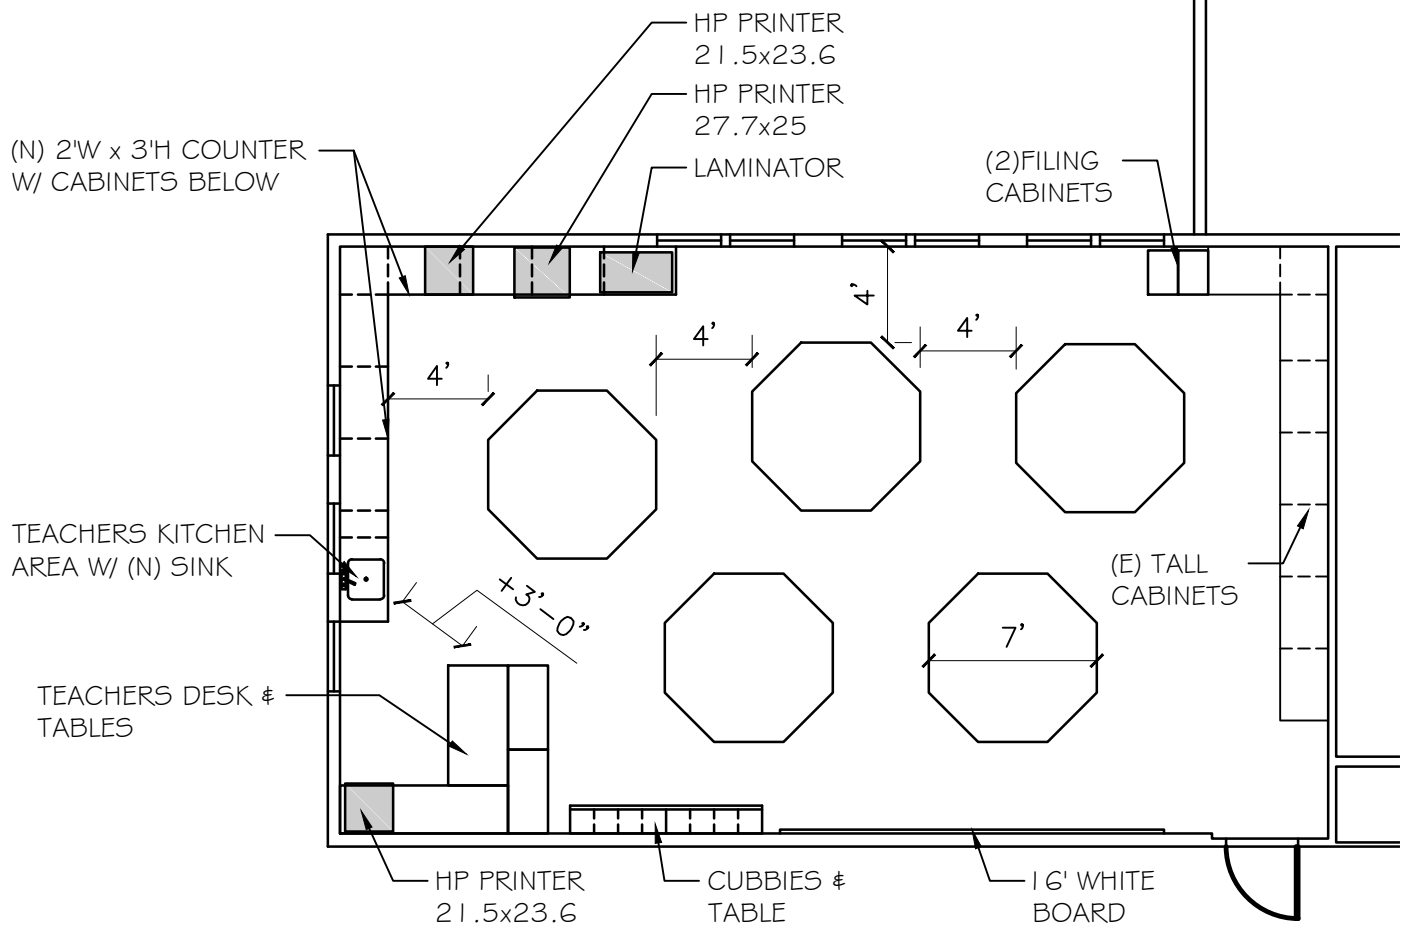 HP PRINTER
21.5x23.6
HP PRINTER
27.7x25
LAMINATOR
(N) 2'W x 3'H COUNTER
W/ CABINETS BELOW
(2)FILING
CABINETS
4'
4'
4'
4'
TEACHERS KITCHEN
AREA W/ (N) SINK
+3'-0"
(E) TALL
CABINETS
7'
TEACHERS DESK &
TABLES
HP PRINTER
21.5x23.6
CUBBIES &
TABLE
16' WHITE
BOARD